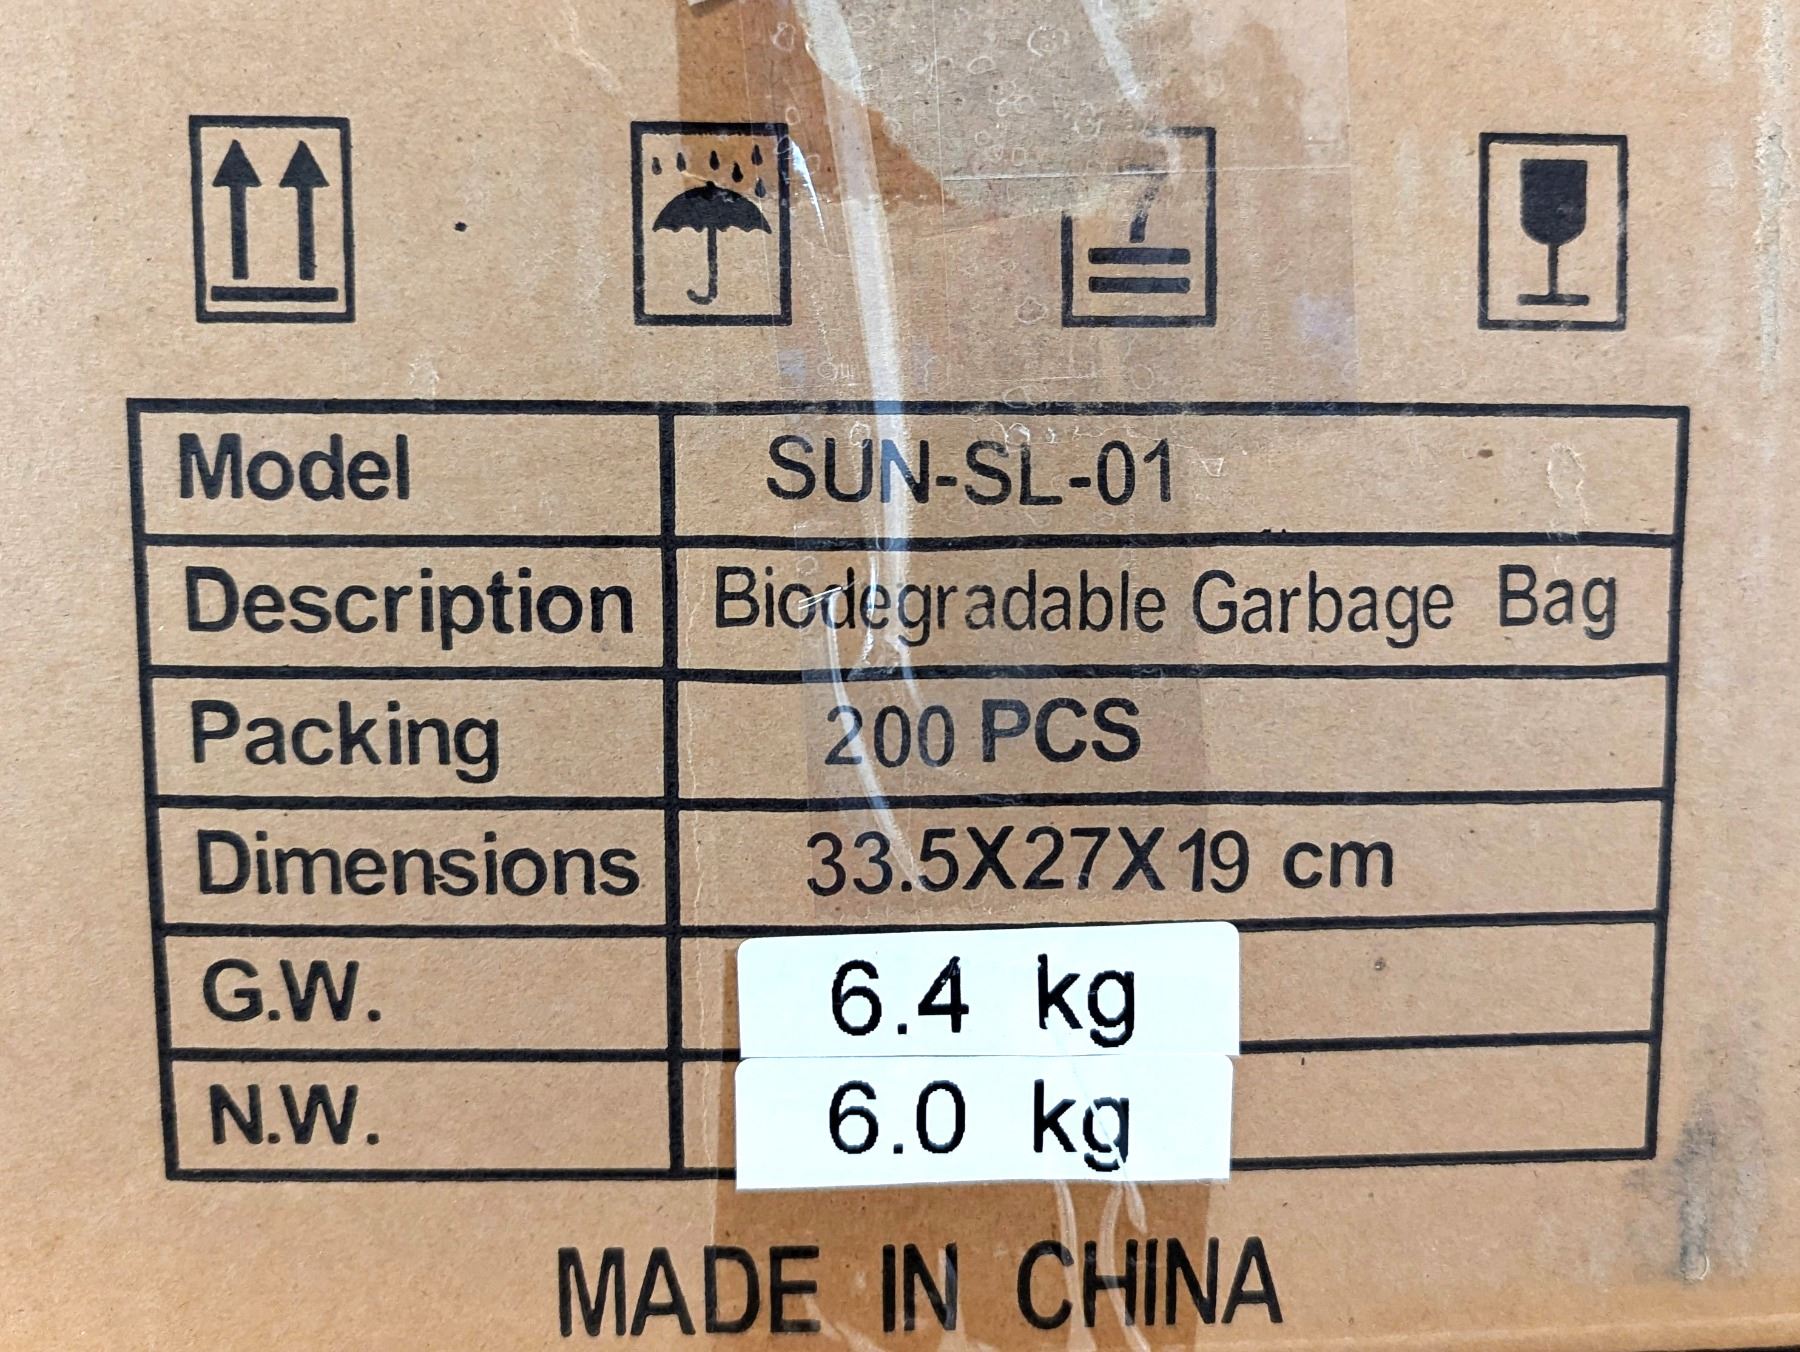 7
Model SUN-SL-01
Description Biodegradable Garbage Bag
Packing 200 PCS
Dimensions 33.5X27X19 cm
G.W. 6.4 kg
N.W. 6.0 kg
MADE IN CHINA